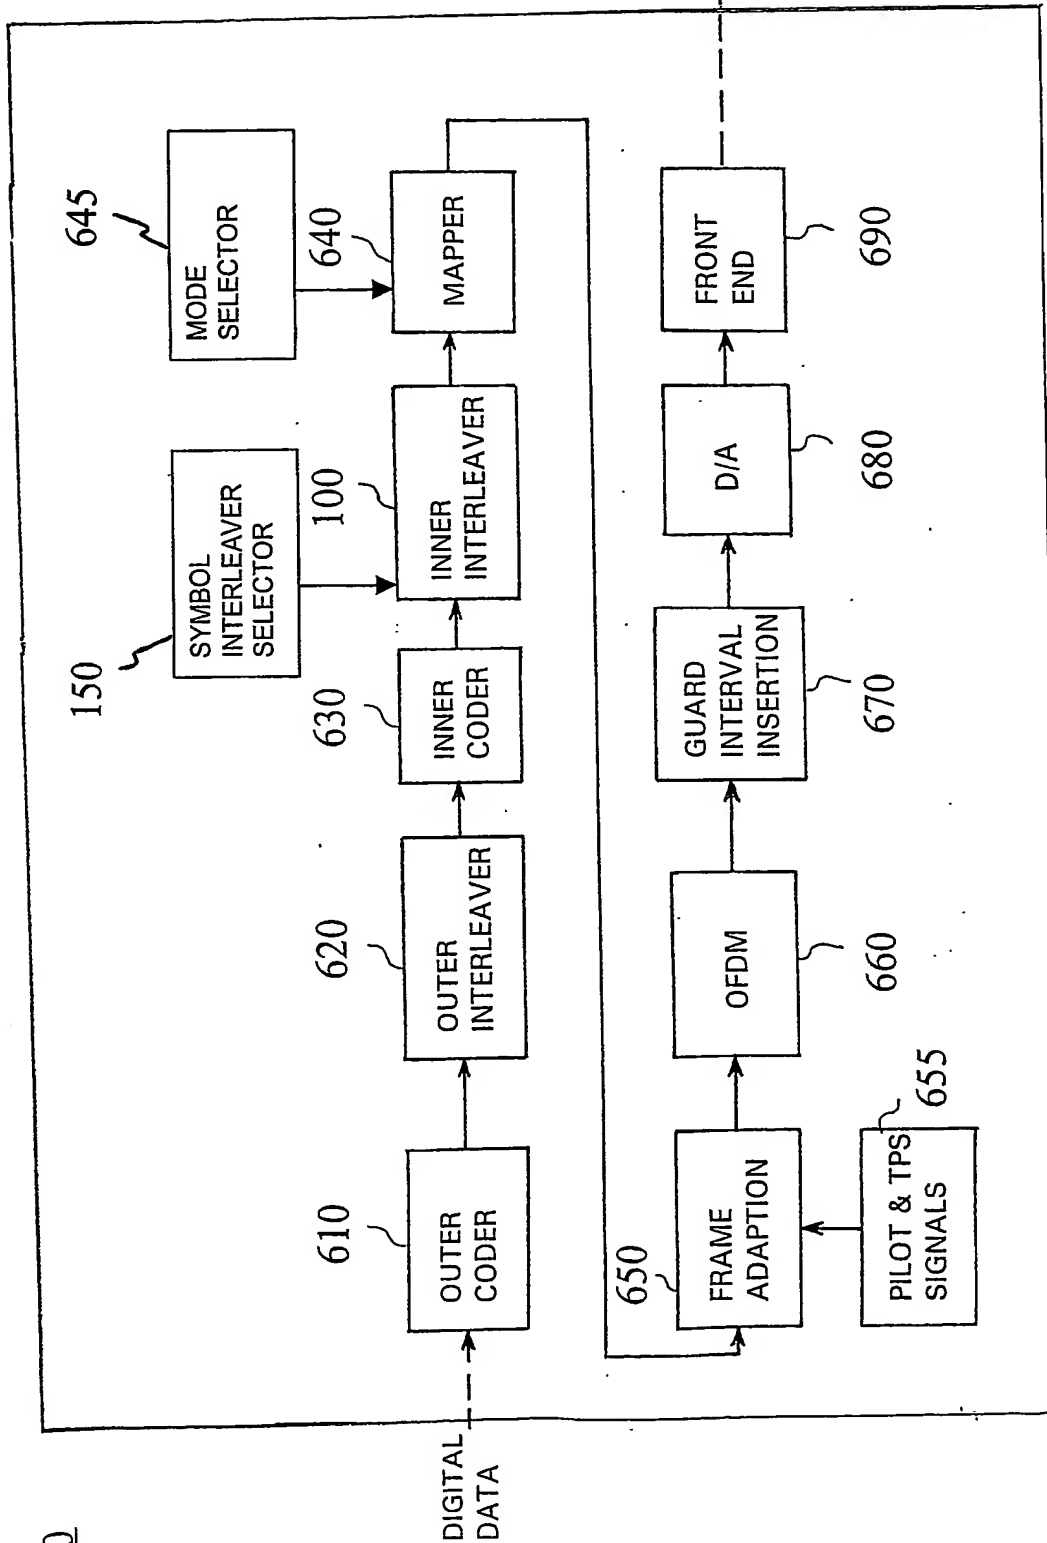 DIGITAL
DATA
610
OUTER
CODER
620
OUTER
INTERLEAVER
630
INNER
CODER
150
SYMBOL
INTERLEAVER
SELECTOR
100
INNER
INTERLEAVER
645
MODE
SELECTOR
640
MAPPER
650
FRAME
ADAPTION
PILOT & TPS
SIGNALS
655
OFDM
660
GUARD
INTERVAL
INSERTION
670
D/A
680
FRONT
END
690